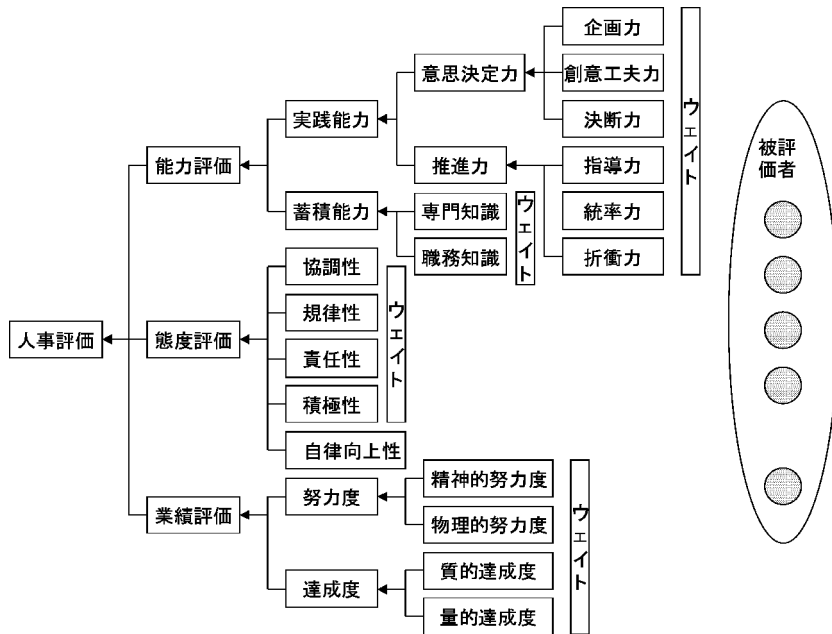 人事評価
能力評価
実践能力
意思決定力
企画力
創意工夫力
決断力
推進力
指導力
統率力
折衝力
ウェイト
蓄積能力
専門知識
職務知識
ウェイト
態度評価
協調性
規律性
責任性
積極性
自律向上性
ウェイト
業績評価
努力度
精神的努力度
物理的努力度
達成度
質的達成度
量的達成度
ウェイト
被評
価者